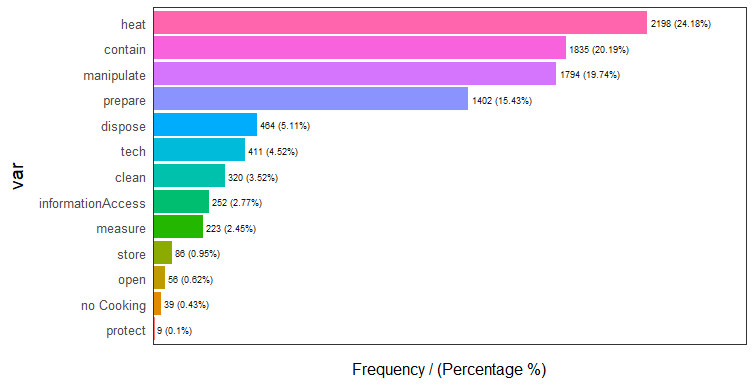 heat 2198 (24.18%)
contain 1835 (20.19%)
manipulate 1794 (19.74%)
prepare 1402 (15.43%)
dispose 464 (5.11%)
tech 411 (4.52%)
clean 320 (3.52%)
informationAccess 252 (2.77%)
measure 223 (2.45%)
store 86 (0.95%)
open 56 (0.62%)
no Cooking 39 (0.43%)
protect 9 (0.1%)
var
Frequency / (Percentage %)